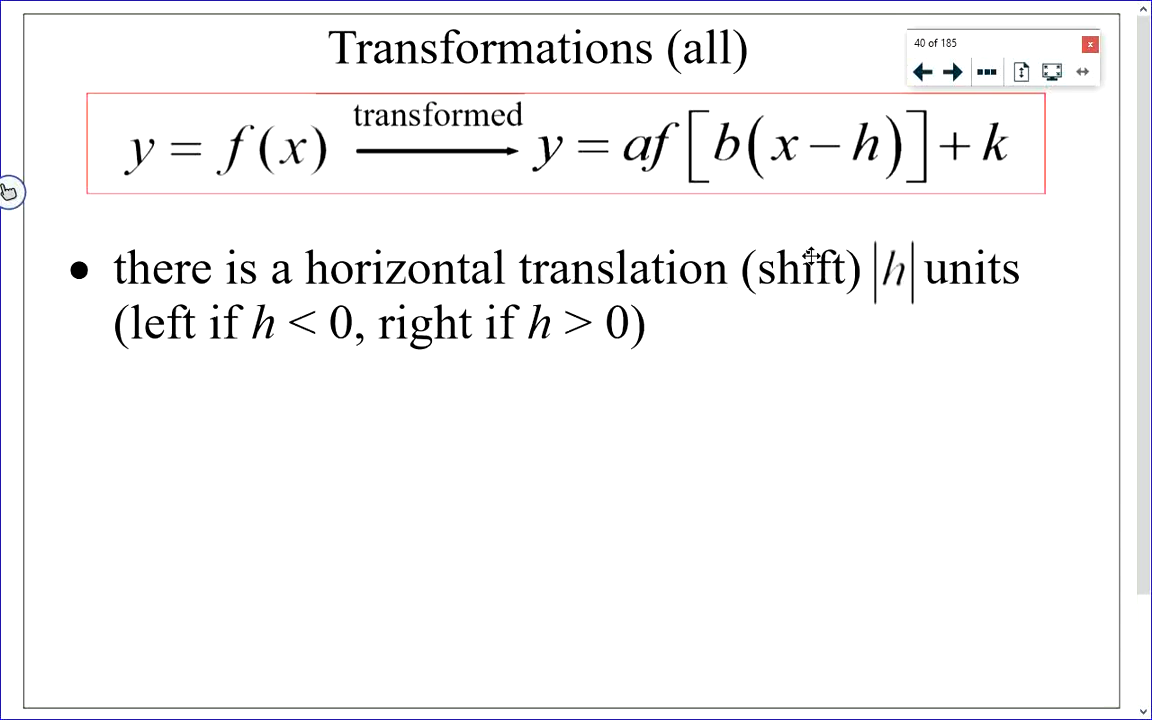 Transformations (all)
40 of 185
x
transformed
y = f(x) ⟶ y = af[b(x − h)] + k
● there is a horizontal translation (shift) |h| units
(left if h < 0, right if h > 0)